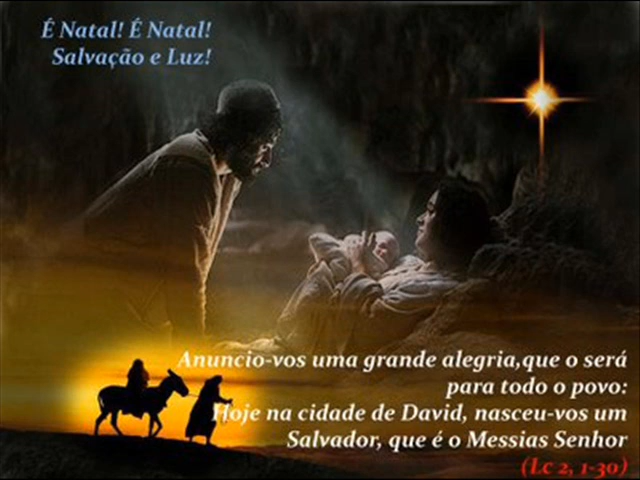 É Natal! É Natal!
Salvação e Luz!
Anuncio-vos uma grande alegria,que o será
para todo o povo:
Hoje na cidade de David, nasceu-vos um
Salvador, que é o Messias Senhor
(Lc 2, 1-30)